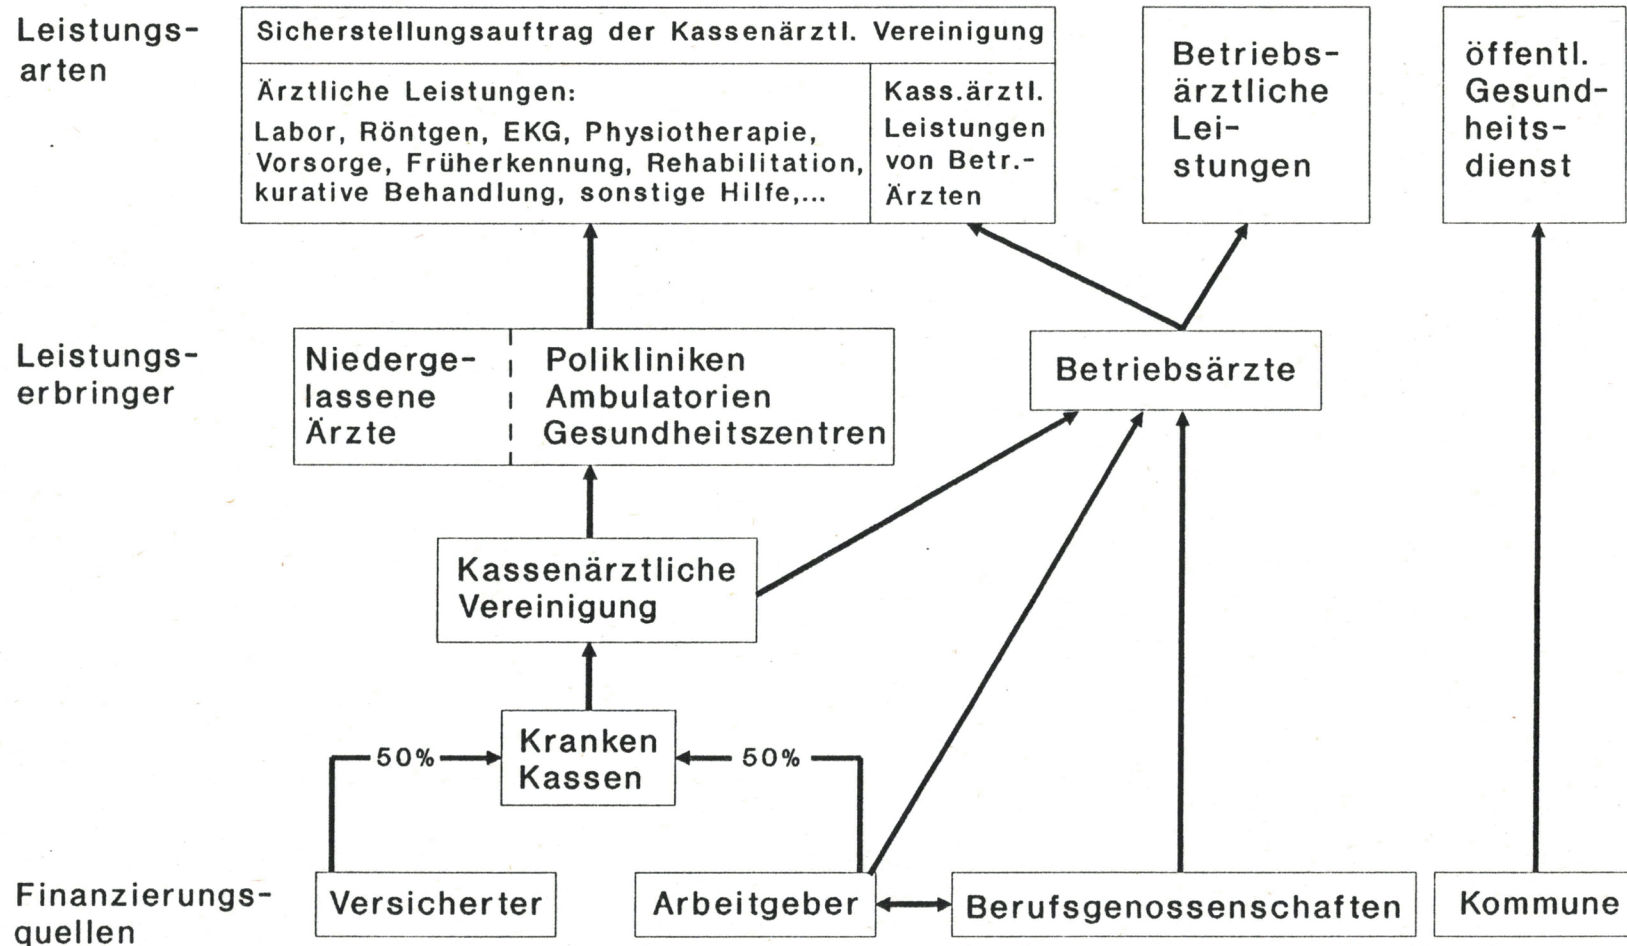 Leistungs-
arten
Sicherstellungsauftrag der Kassenärztl. Vereinigung
Ärztliche Leistungen:
Labor, Röntgen, EKG, Physiotherapie,
Vorsorge, Früherkennung, Rehabilitation,
kurative Behandlung, sonstige Hilfe,...
Kass.ärztl.
Leistungen
von Betr.-
Ärzten
Betriebs-
ärztliche
Lei-
stungen
öffentl.
Gesund-
heits-
dienst
Leistungs-
erbringer
Niederge-
lassene
Ärzte
Polikliniken
Ambulatorien
Gesundheitszentren
Betriebsärzte
Kassenärztliche
Vereinigung
Kranken
Kassen
50%
50%
Finanzierungs-
quellen
Versicherter
Arbeitgeber
Berufsgenossenschaften
Kommune